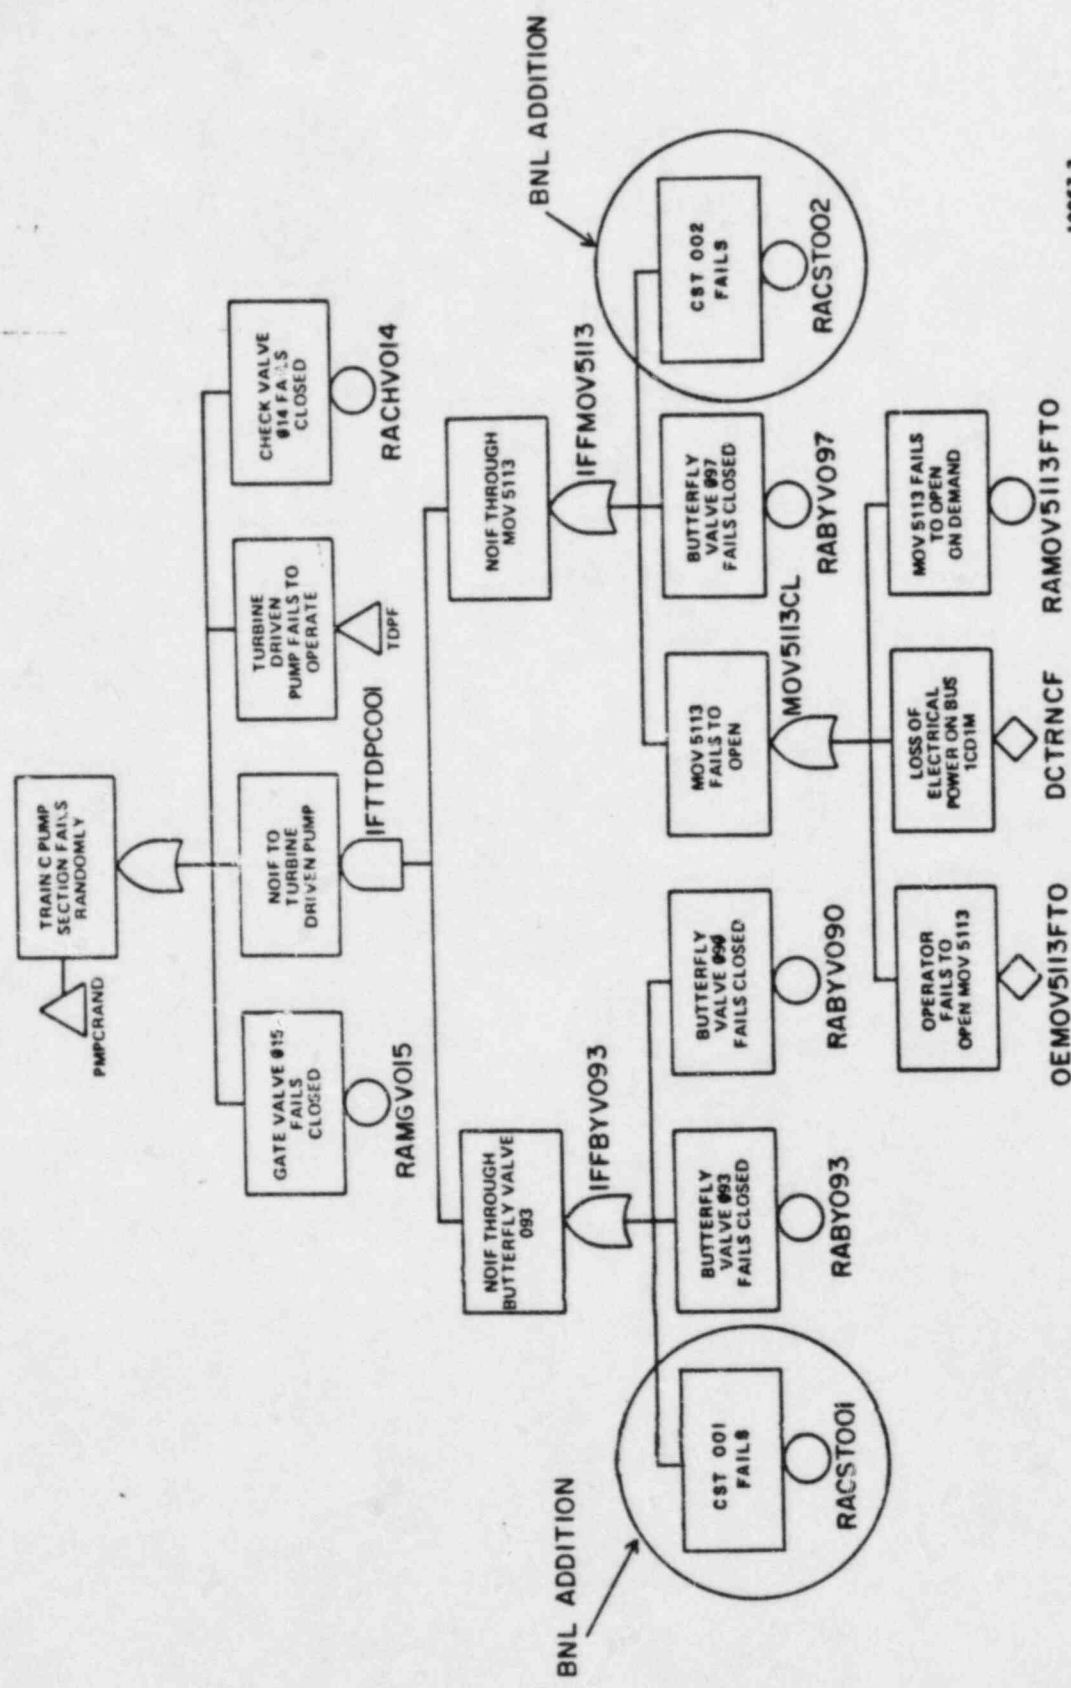 TRAIN C PUMP
SECTION FAILS
RANDOMLY
PMPCRAND
GATE VALVE 015
FAILS
CLOSED
RAMGV015
NOIF TO
TURBINE
DRIVEN PUMP
IFTTDPC001
TURBINE
DRIVEN
PUMP FAILS TO
OPERATE
TDPF
CHECK VALVE
014 FAILS
CLOSED
RACHV014
NOIF THROUGH
BUTTERFLY VALVE
093
IFFBYV093
NOIF THROUGH
MOV 5113
IFFMOV5113
BNL ADDITION
CST 001
FAILS
RACST001
BUTTERFLY
VALVE 093
FAILS CLOSED
RABY093
BUTTERFLY
VALVE 090
FAILS CLOSED
RABYV090
MOV 5113
FAILS TO
OPEN
MOV5113CL
BUTTERFLY
VALVE 097
FAILS CLOSED
RABYV097
BNL ADDITION
CST 002
FAILS
RACST002
OPERATOR
FAILS TO
OPEN MOV 5113
OEMOV5113FTO
LOSS OF
ELECTRICAL
POWER ON BUS
1CD1M
DCTRNCF
MOV 5113 FAILS
TO OPEN
ON DEMAND
RAMOV5113FTO